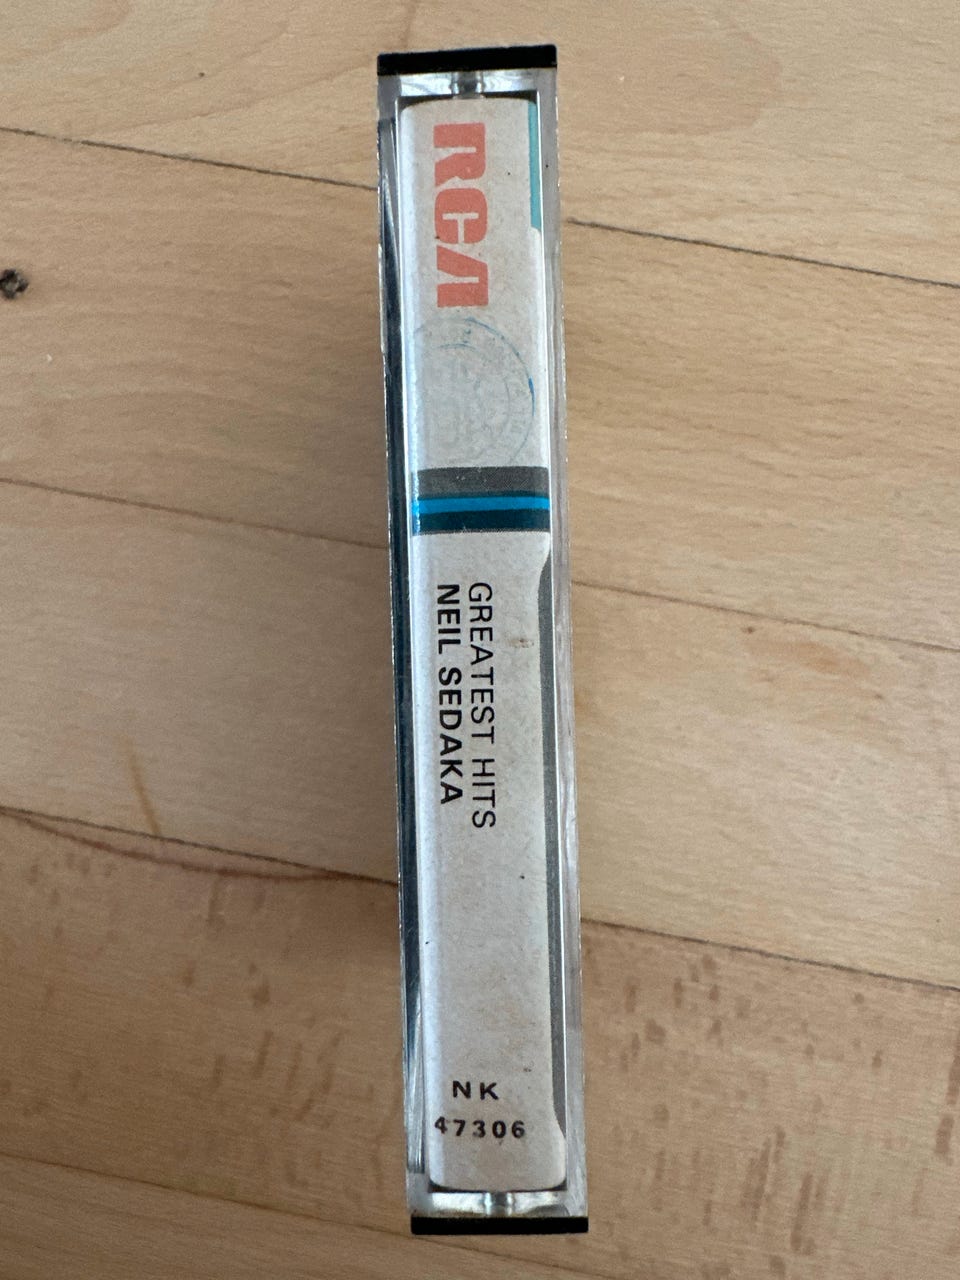 RCA
GREATEST HITS
NEIL SEDAKA
NK
47306